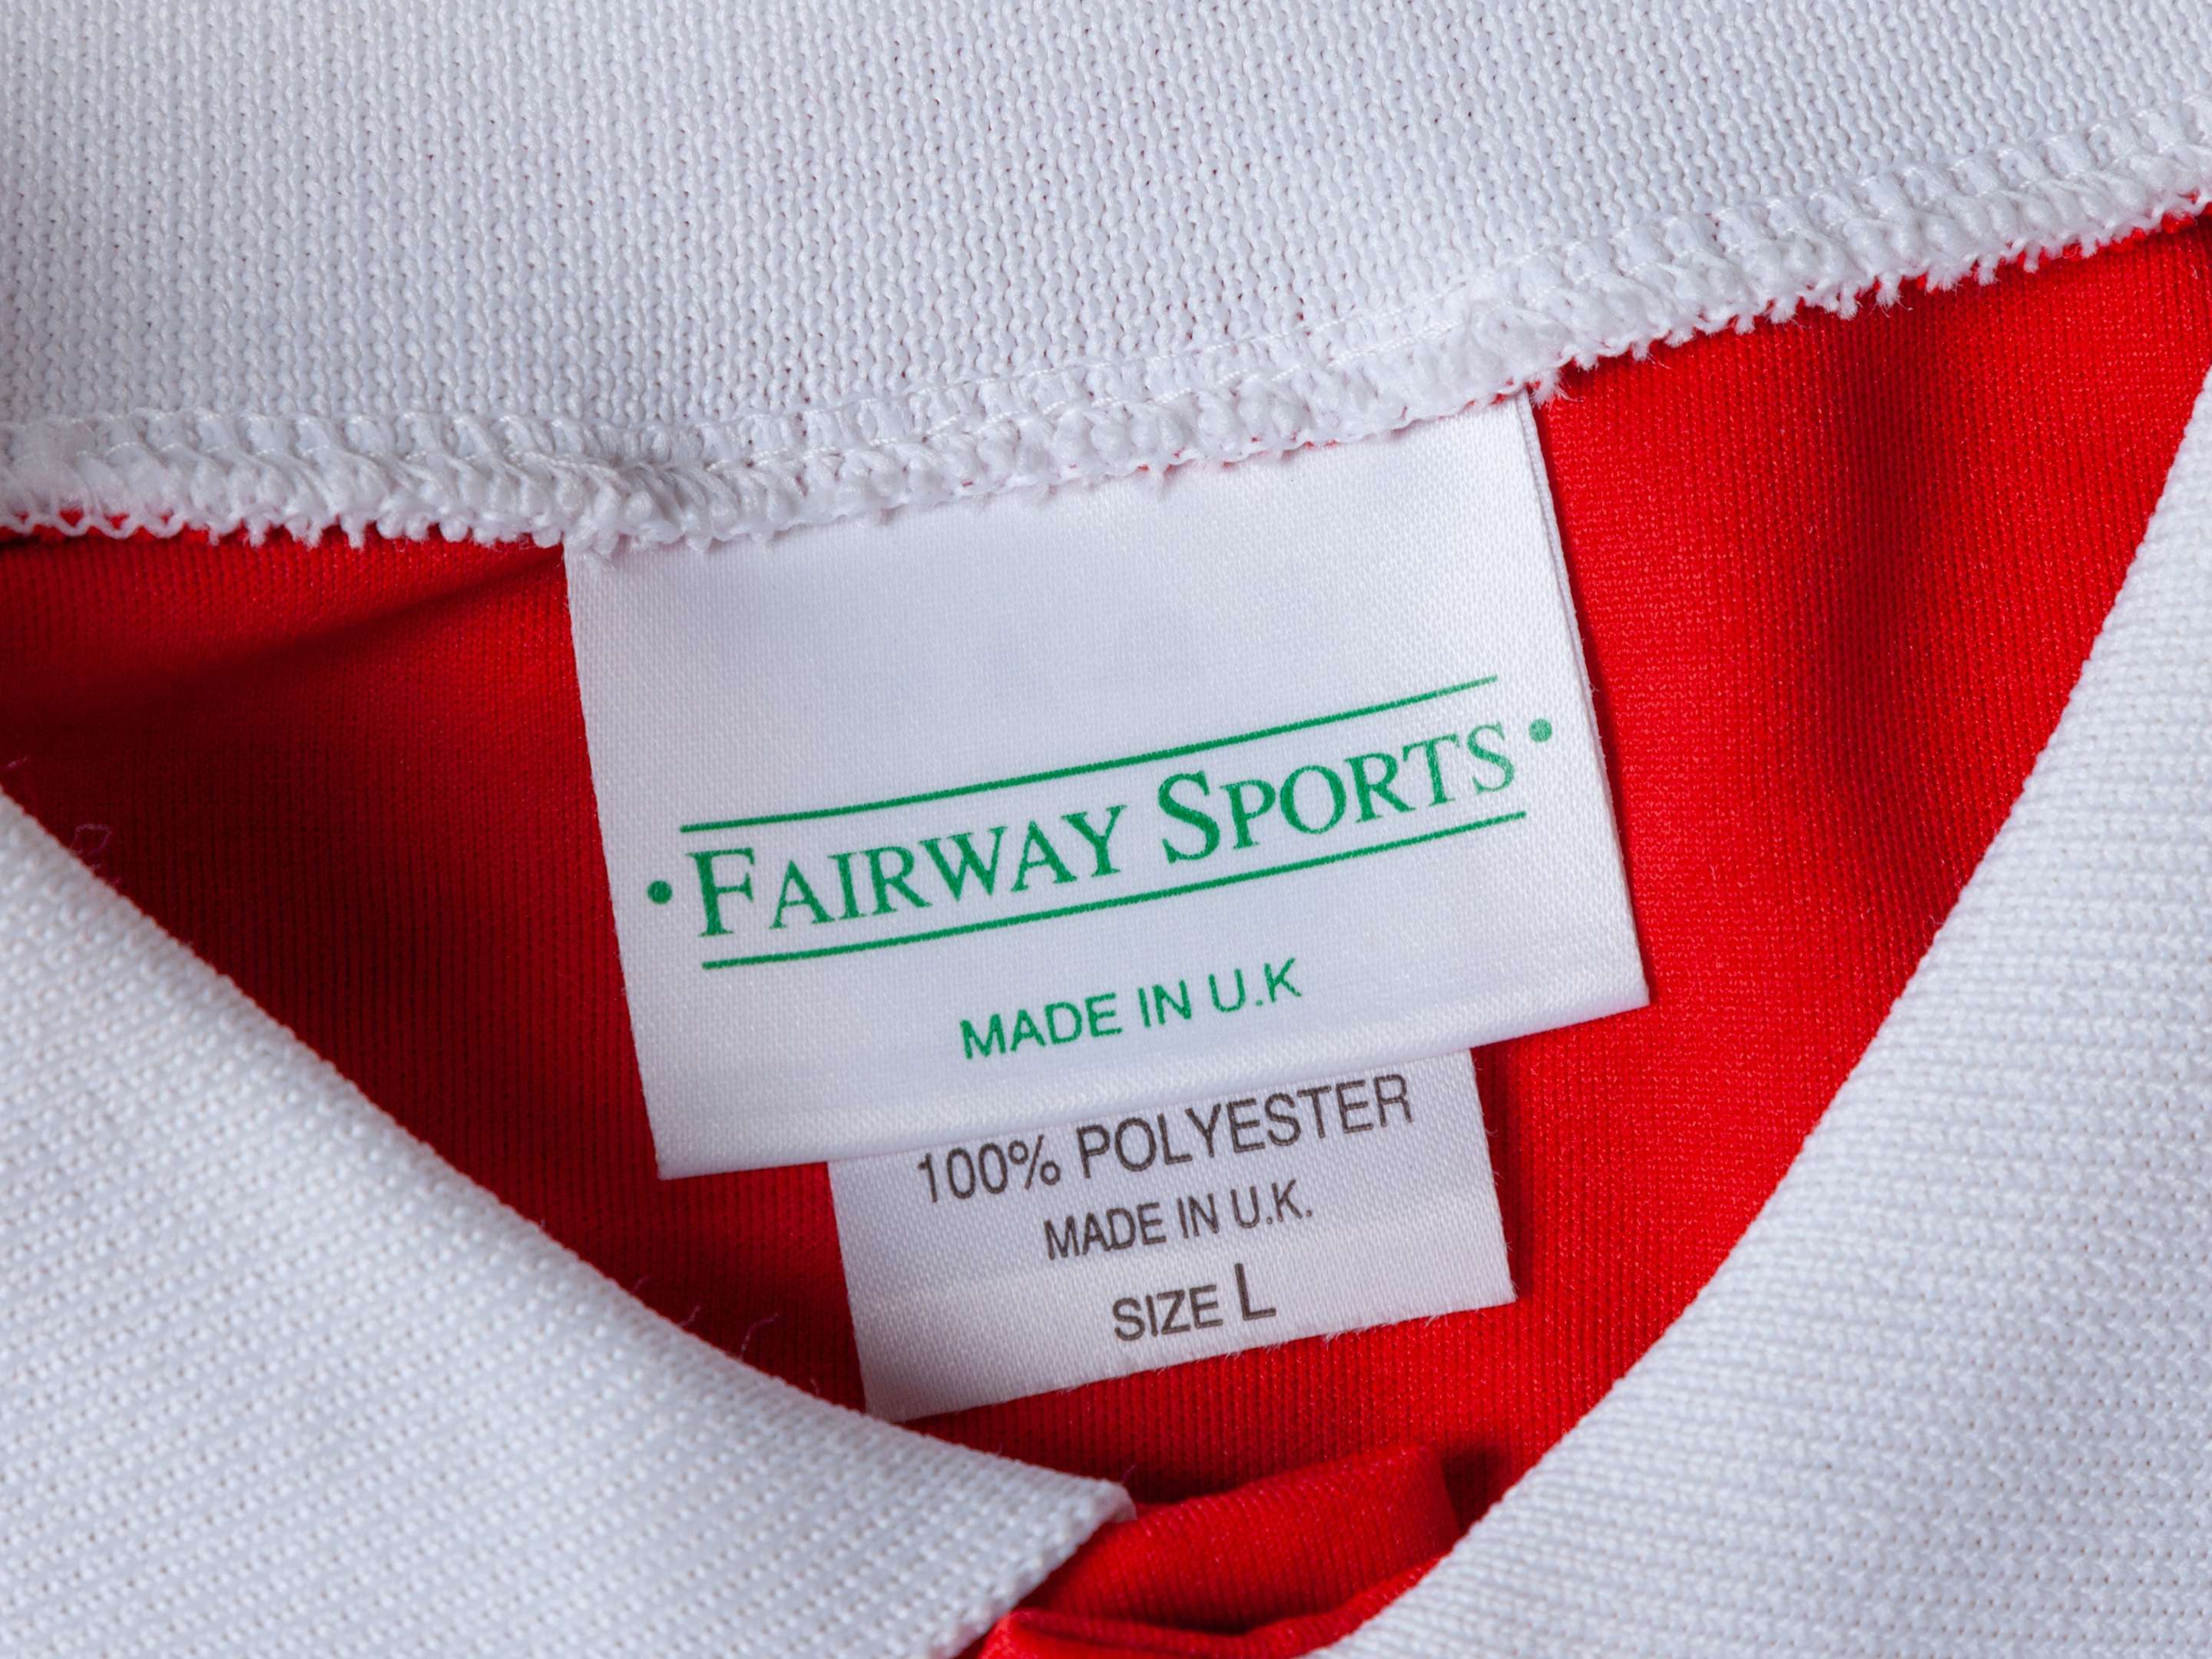 • FAIRWAY SPORTS •
MADE IN U.K
100% POLYESTER
MADE IN U.K.
SIZE L